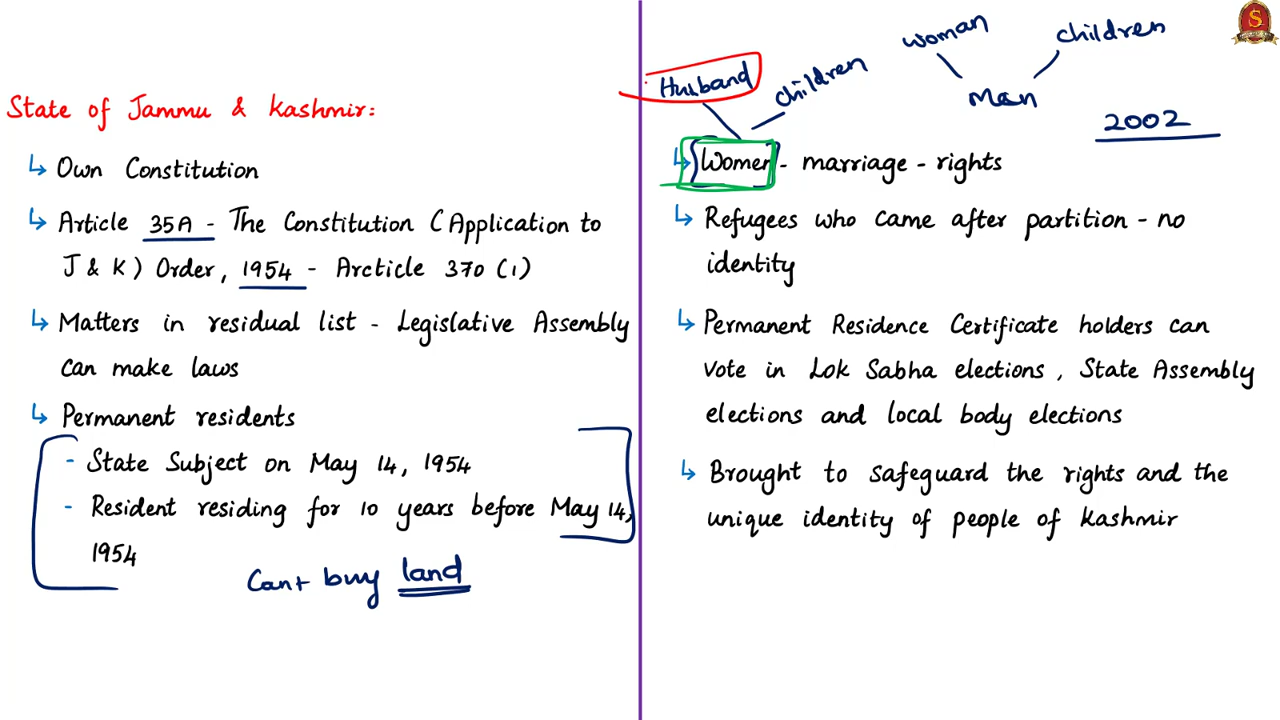 State of Jammu & Kashmir:
↳ Own Constitution
↳ Article 35A - The Constitution (Application to
J & K) Order, 1954 - Arcticle 370 (1)
↳ Matters in residual list - Legislative Assembly
can make laws
↳ Permanent residents
- State Subject on May 14, 1954
- Resident residing for 10 years before May 14,
1954
Cant buy land
Husband
children
woman
children
Man
2002
↳ Women - marriage - rights
↳ Refugees who came after partition - no
identity
↳ Permanent Residence Certificate holders can
vote in Lok Sabha elections, State Assembly
elections and local body elections
↳ Brought to safeguard the rights and the
unique identity of people of Kashmir
S